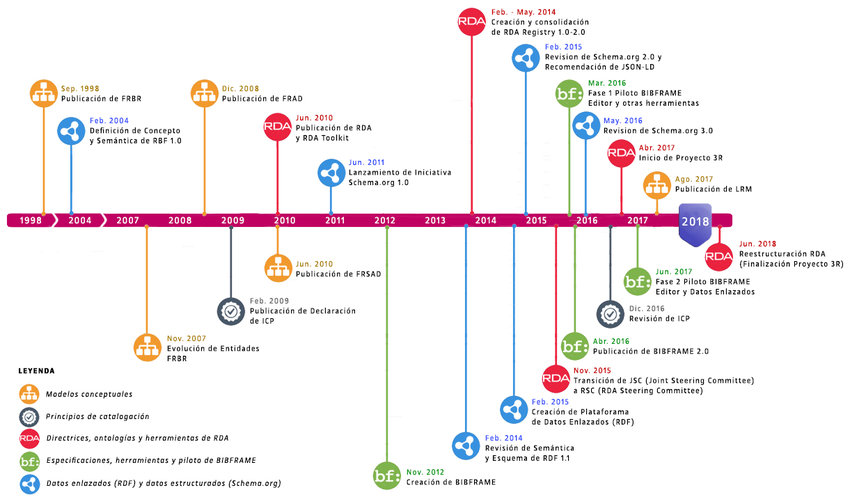 Feb. - May. 2014
Creación y consolidación
de RDA Registry 1.0-2.0
RDA
Feb. 2015
Revision de Schema.org 2.0 y
Recomendación de JSON-LD
Sep. 1998
Publicación de FRBR
Dic. 2008
Publicación de FRAD
Mar. 2016
Fase 1 Piloto BIBFRAME
Editor y otras herramientas
bf:
Feb. 2004
Definición de Concepto
y Semántica de RBF 1.0
Jun. 2010
Publicación de RDA
y RDA Toolkit
RDA
May. 2016
Revision de Schema.org 3.0
Abr. 2017
Inicio de Proyecto 3R
RDA
Jun. 2011
Lanzamiento de Iniciativa
Schema.org 1.0
Ago. 2017
Publicación de LRM
1998 2004 2007 2008 2009 2010 2011 2012 2013 2014 2015 2016 2017 2018
Jun. 2018
Reestructuración RDA
(Finalización Proyecto 3R)
RDA
Jun. 2010
Publicación de FRSAD
Jun. 2017
Fase 2 Piloto BIBFRAME
Editor y Datos Enlazados
bf:
Feb. 2009
Publicación de Declaración
de ICP
Dic. 2016
Revisión de ICP
Nov. 2007
Evolución de Entidades
FRBR
Abr. 2016
Publicación de BIBFRAME 2.0
bf:
Nov. 2015
Transición de JSC (Joint Steering Committee)
a RSC (RDA Steering Committee)
RDA
Feb. 2015
Creación de Plataforama
de Datos Enlazados (RDF)
Feb. 2014
Revisión de Semántica
y Esquema de RDF 1.1
Nov. 2012
Creación de BIBFRAME
bf:
LEYENDA
Modelos conceptuales
Principios de catalogación
RDA Directrices, ontologías y herramientas de RDA
bf: Especificaciones, herramientas y piloto de BIBFRAME
Datos enlazados (RDF) y datos estructurados (Schema.org)